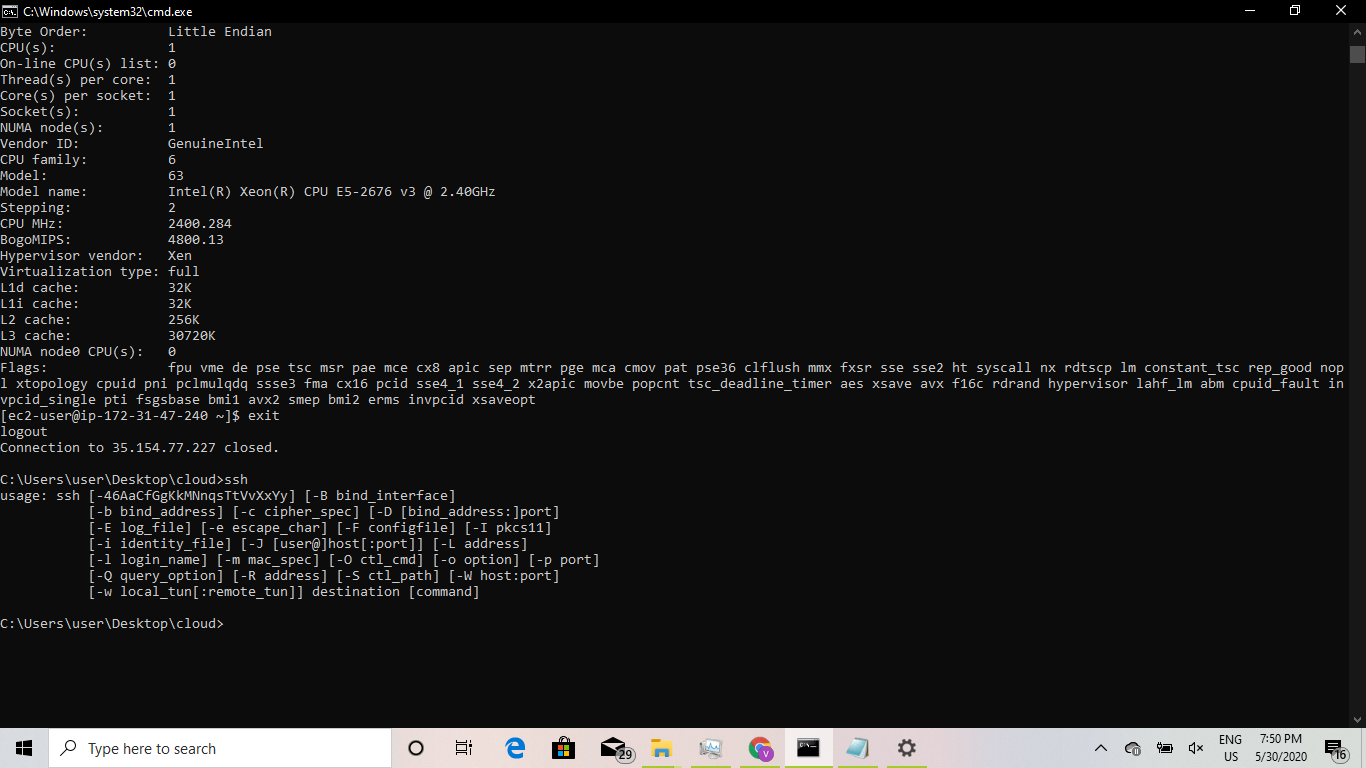 C:\Windows\system32\cmd.exe
Byte Order:          Little Endian
CPU(s):              1
On-line CPU(s) list: 0
Thread(s) per core:  1
Core(s) per socket:  1
Socket(s):           1
NUMA node(s):        1
Vendor ID:           GenuineIntel
CPU family:          6
Model:               63
Model name:          Intel(R) Xeon(R) CPU E5-2676 v3 @ 2.40GHz
Stepping:            2
CPU MHz:             2400.284
BogoMIPS:            4800.13
Hypervisor vendor:   Xen
Virtualization type: full
L1d cache:           32K
L1i cache:           32K
L2 cache:            256K
L3 cache:            30720K
NUMA node0 CPU(s):   0
Flags:               fpu vme de pse tsc msr pae mce cx8 apic sep mtrr pge mca cmov pat pse36 clflush mmx fxsr sse sse2 ht syscall nx rdtscp lm constant_tsc rep_good nop
l xtopology cpuid pni pclmulqdq ssse3 fma cx16 pcid sse4_1 sse4_2 x2apic movbe popcnt tsc_deadline_timer aes xsave avx f16c rdrand hypervisor lahf_lm abm cpuid_fault in
vpcid_single pti fsgsbase bmi1 avx2 smep bmi2 erms invpcid xsaveopt
[ec2-user@ip-172-31-47-240 ~]$ exit
logout
Connection to 35.154.77.227 closed.
C:\Users\user\Desktop\cloud>ssh
usage: ssh [-46AaCfGgKkMNnqsTtVvXxYy] [-B bind_interface]
           [-b bind_address] [-c cipher_spec] [-D [bind_address:]port]
           [-E log_file] [-e escape_char] [-F configfile] [-I pkcs11]
           [-i identity_file] [-J [user@]host[:port]] [-L address]
           [-l login_name] [-m mac_spec] [-O ctl_cmd] [-o option] [-p port]
           [-Q query_option] [-R address] [-S ctl_path] [-W host:port]
           [-w local_tun[:remote_tun]] destination [command]
C:\Users\user\Desktop\cloud>
Type here to search
29
V
ENG
US
7:50 PM
5/30/2020
16